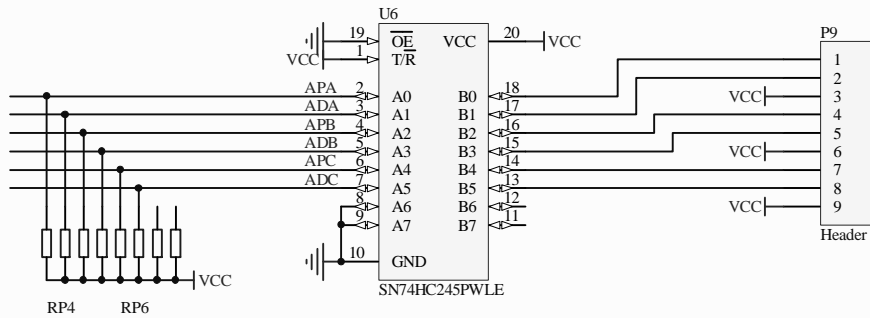 U6
P9
19 OE VCC 20 VCC
VCC 1 T/R
1
2
APA 2 A0 B0 18
VCC 3
ADA 3 A1 B1 17
4
APB 4 A2 B2 16
5
ADB 5 A3 B3 15
VCC 6
APC 6 A4 B4 14
7
ADC 7 A5 B5 13
8
8 A6 B6 12
VCC 9
9 A7 B7 11
Header
10 GND
VCC
SN74HC245PWLE
RP4 RP6